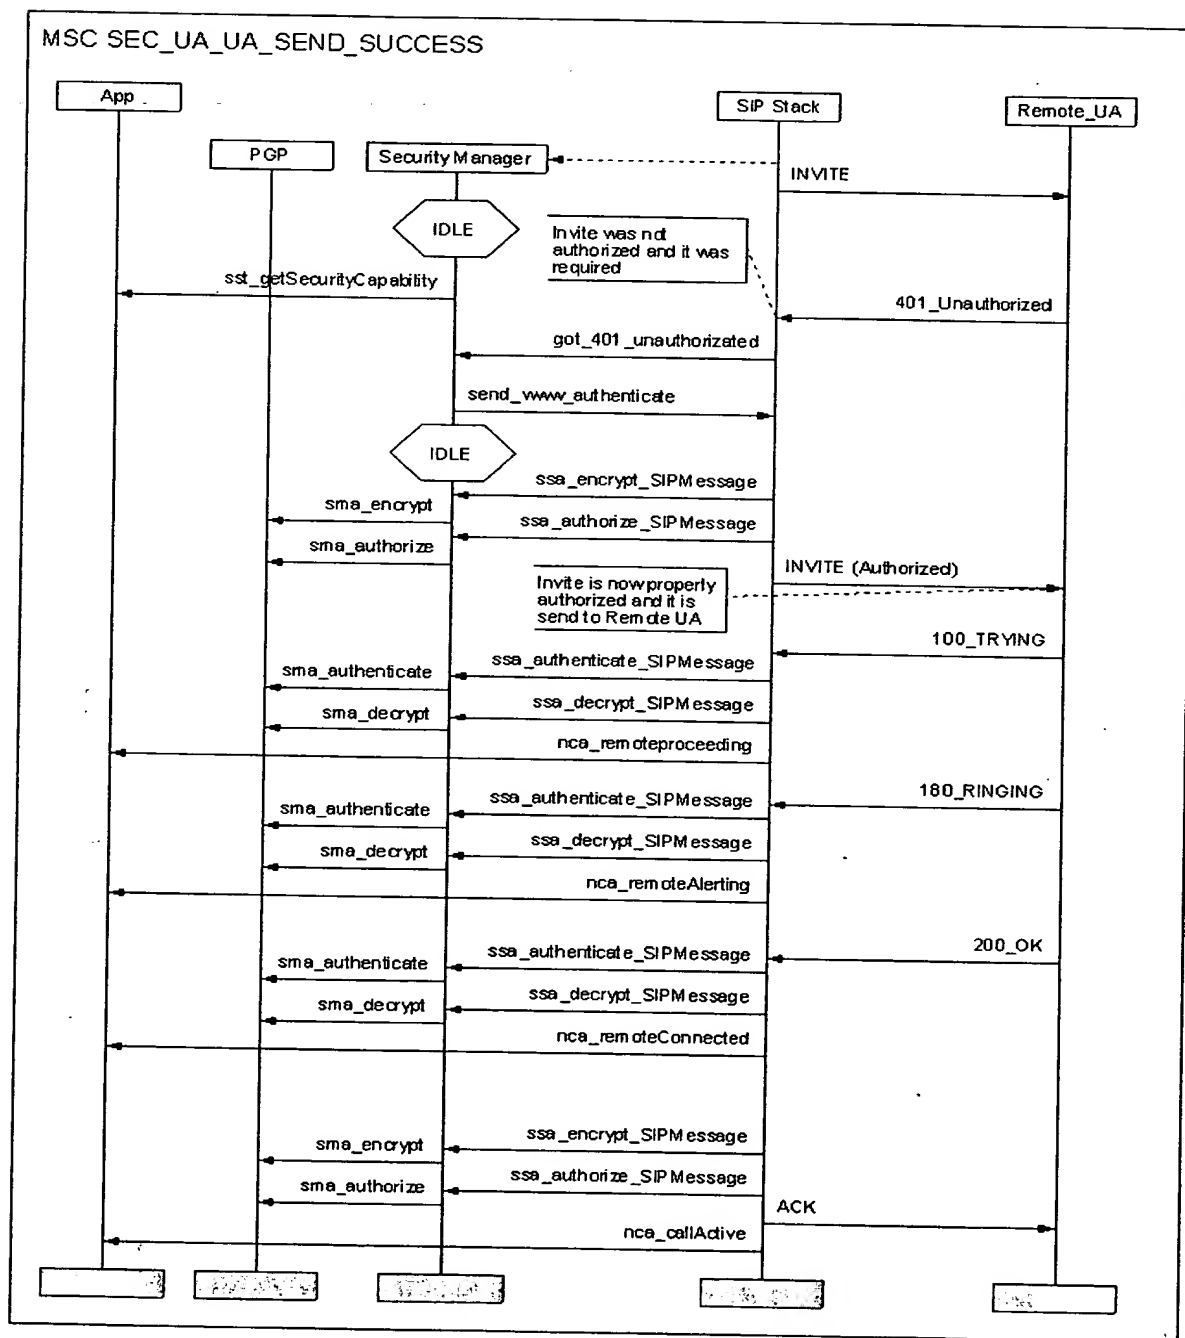 MSC SEC_UA_UA_SEND_SUCCESS
App
SIP Stack
Remote_UA
PGP
Security Manager
INVITE
IDLE
Invite was not
authorized and it was
required
sst_getSecurityCapability
401_Unauthorized
got_401_unauthorizated
send_www_authenticate
IDLE
ssa_encrypt_SIPMessage
sma_encrypt
ssa_authorize_SIPMessage
sma_authorize
INVITE (Authorized)
Invite is now properly
authorized and it is
send to Remote UA
100_TRYING
ssa_authenticate_SIPMessage
sma_authenticate
ssa_decrypt_SIPMessage
sma_decrypt
nca_remoteproceeding
180_RINGING
ssa_authenticate_SIPMessage
sma_authenticate
ssa_decrypt_SIPMessage
sma_decrypt
nca_remoteAlerting
200_OK
ssa_authenticate_SIPMessage
sma_authenticate
ssa_decrypt_SIPMessage
sma_decrypt
nca_remoteConnected
ssa_encrypt_SIPMessage
sma_encrypt
ssa_authorize_SIPMessage
sma_authorize
ACK
nca_callActive